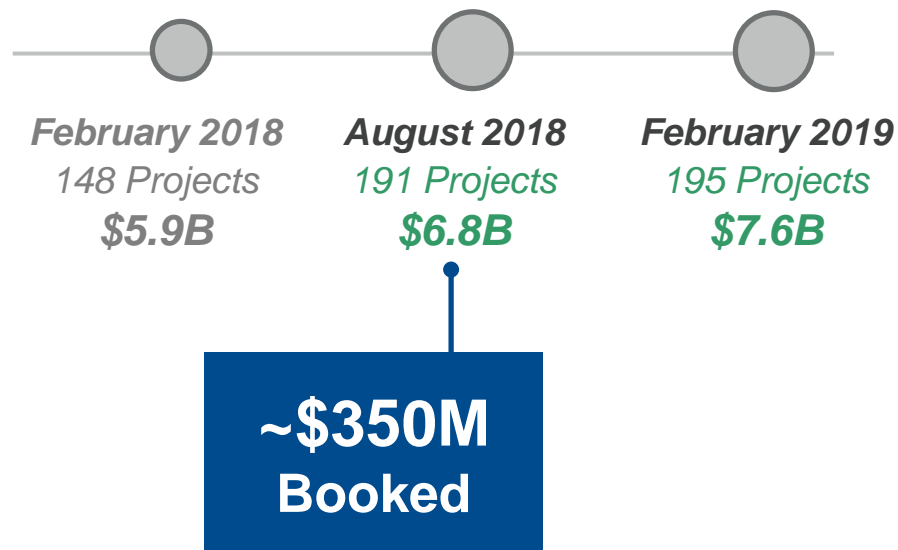 February 2018
148 Projects
$5.9B
August 2018
191 Projects
$6.8B
February 2019
195 Projects
$7.6B
~$350M
Booked